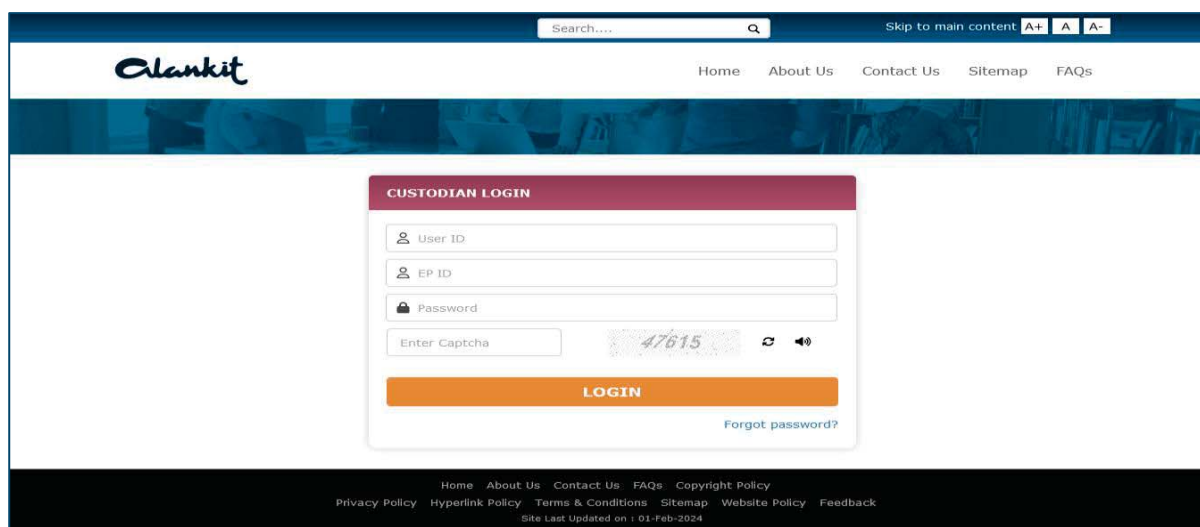 Search.... Skip to main content A+ A A-
Alankit Home About Us Contact Us Sitemap FAQs
CUSTODIAN LOGIN
User ID
EP ID
Password
Enter Captcha 47615
LOGIN
Forgot password?
Home About Us Contact Us FAQs Copyright Policy
Privacy Policy Hyperlink Policy Terms & Conditions Sitemap Website Policy Feedback
Site Last Updated on : 01-Feb-2024